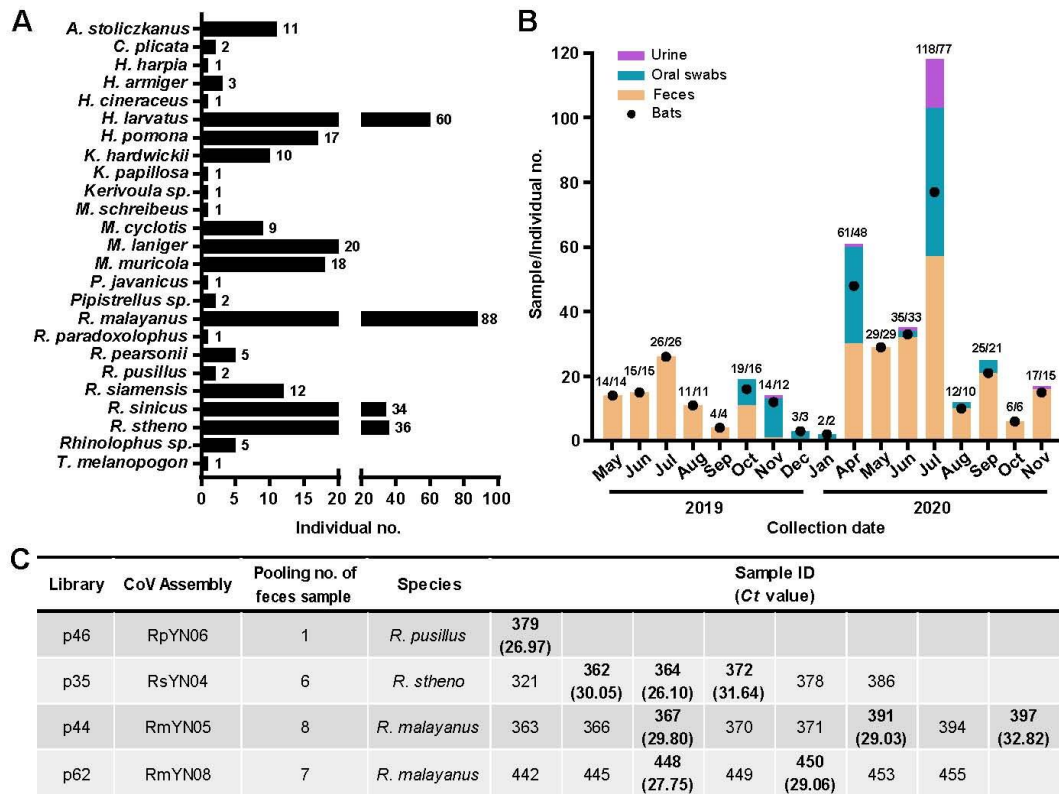 A
A. stoliczkanus 11
C. plicata 2
H. harpia 1
H. armiger 3
H. cineraceus 1
H. larvatus 60
H. pomona 17
K. hardwickii 10
K. papillosa 1
Kerivoula sp. 1
M. schreibeus 1
M. cyclotis 9
M. laniger 20
M. muricola 18
P. javanicus 1
Pipistrellus sp. 2
R. malayanus 88
R. paradoxolophus 1
R. pearsonii 5
R. pusillus 2
R. siamensis 12
R. sinicus 34
R. stheno 36
Rhinolophus sp. 5
T. melanopogon 1
0 5 10 15 20 20 40 60 80 100
Individual no.
B
Urine
Oral swabs
Feces
Bats
Sample/Individual no.
120
100
80
60
40
20
0
14/14 15/15 26/26 11/11 4/4 19/16 14/12 3/3 2/2 61/48 29/29 35/33 118/77 12/10 25/21 6/6 17/15
May Jun Jul Aug Sep Oct Nov Dec Jan Apr May Jun Jul Aug Sep Oct Nov
2019 2020
Collection date
C
Library CoV Assembly Pooling no. of feces sample Species Sample ID (Ct value)
p46 RpYN06 1 R. pusillus 379 (26.97)
p35 RsYN04 6 R. stheno 321 362 (30.05) 364 (26.10) 372 (31.64) 378 386
p44 RmYN05 8 R. malayanus 363 366 367 (29.80) 370 371 391 (29.03) 394 397 (32.82)
p62 RmYN08 7 R. malayanus 442 445 448 (27.75) 449 450 (29.06) 453 455